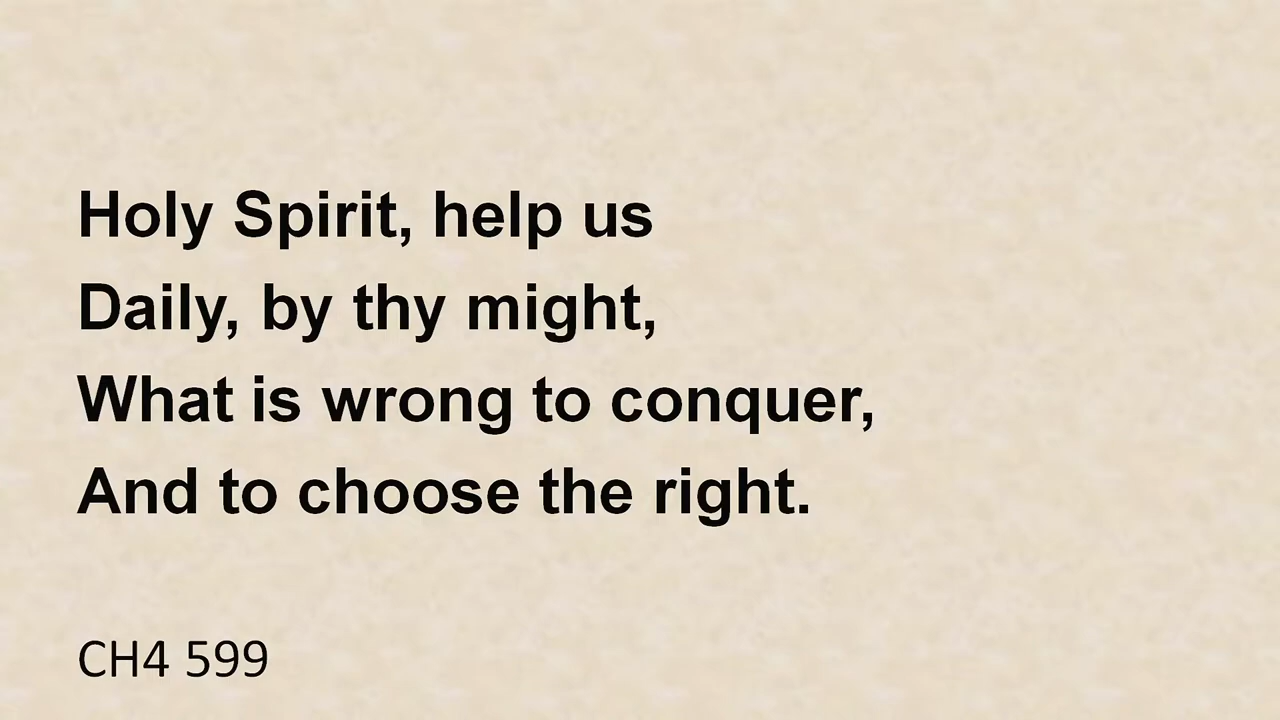 Holy Spirit, help us
Daily, by thy might,
What is wrong to conquer,
And to choose the right.
CH4 599